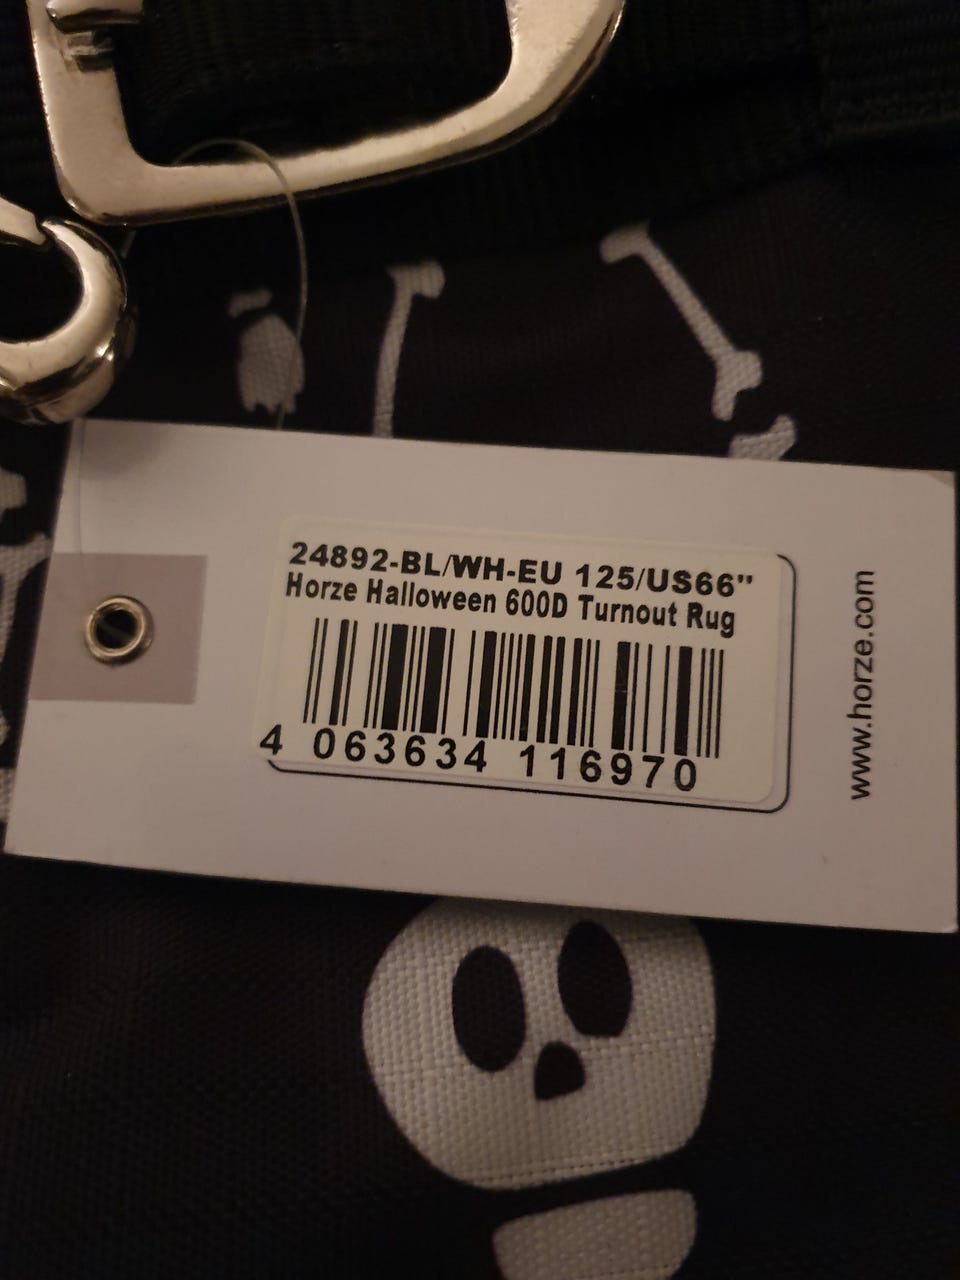 24892-BL/WH-EU 125/US66"
Horze Halloween 600D Turnout Rug
4 063634 116970
www.horze.com